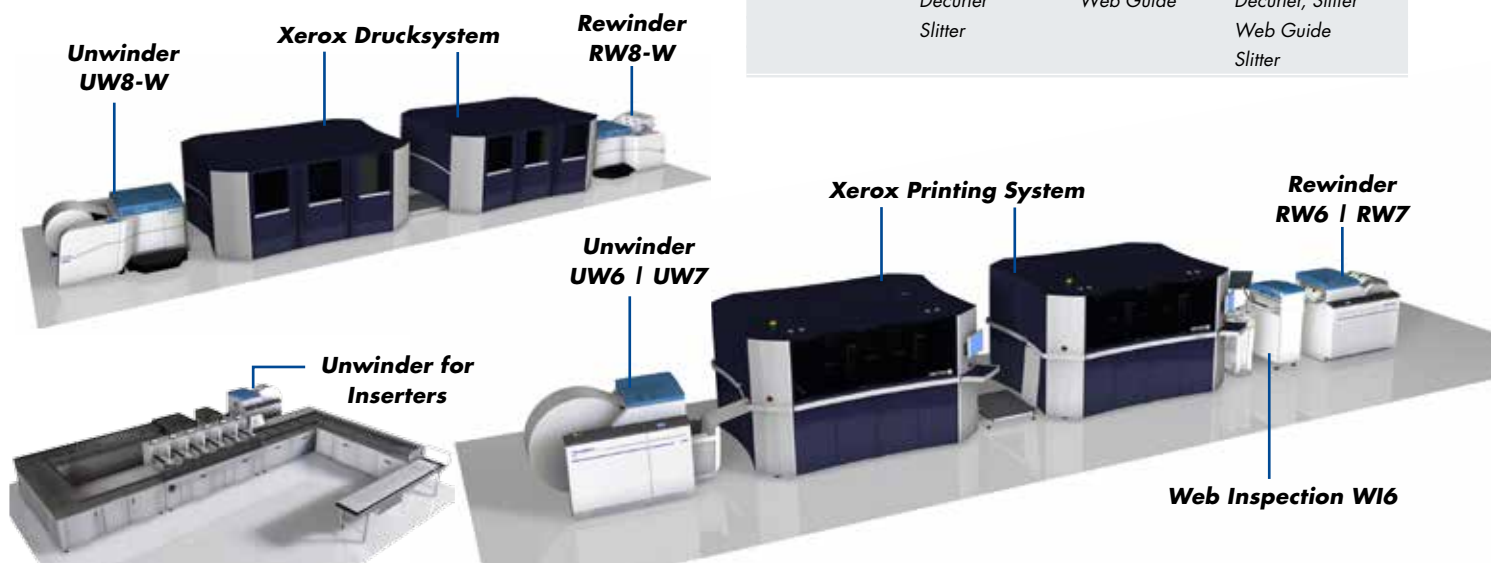 Decurler
Web Guide
Decurler, Slitter
Slitter
Web Guide
Slitter
Unwinder
UW8-W
Xerox Drucksystem
Rewinder
RW8-W
Xerox Printing System
Rewinder
RW6 | RW7
Unwinder
UW6 | UW7
Unwinder for
Inserters
Web Inspection WI6